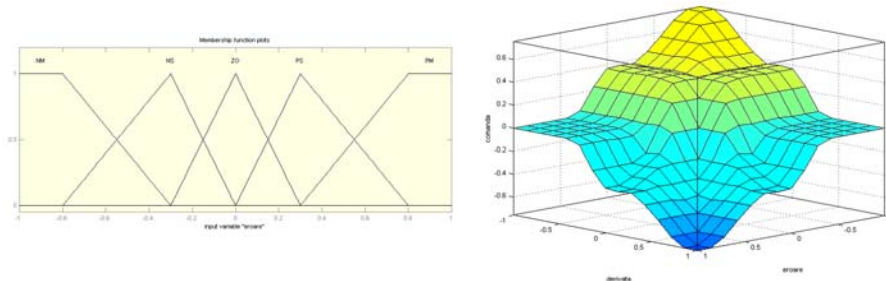 Membership function plots
NM NS ZO PS PM
1
0.5
0
-1 -0.8 -0.6 -0.4 -0.2 0 0.2 0.4 0.6 0.8 1
input variable "eroare"
0.6
0.4
0.2
0
-0.2
-0.4
-0.6
comanda
-1 -0.5 0 0.5 1
1 0.5 0 -0.5
derivata
eroare